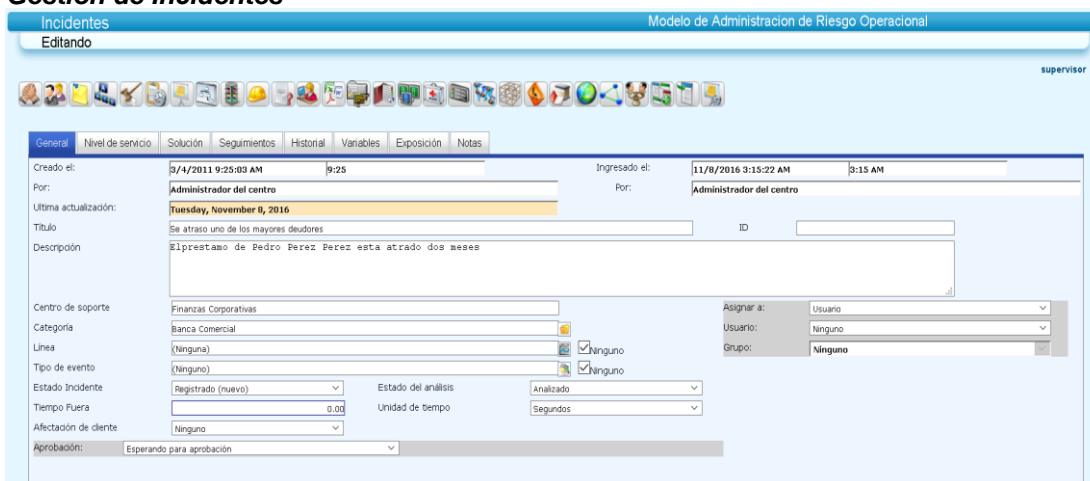 Gestión de Incidentes
Incidentes Modelo de Administracion de Riesgo Operacional
Editando
supervisor
General Nivel de servicio Solución Seguimientos Historial Variables Exposición Notas
Creado el: 3/4/2011 9:25:03 AM 9:25 Ingresado el: 11/8/2016 3:15:22 AM 3:15 AM
Por: Administrador del centro Por: Administrador del centro
Ultima actualización: Tuesday, November 8, 2016
Título Se atraso uno de los mayores deudores ID
Descripción Elprestamo de Pedro Perez Perez esta atrado dos meses
Centro de soporte Finanzas Corporativas Asignar a: Usuario
Categoría Banca Comercial Usuario: Ninguno
Línea (Ninguna) Ninguno Grupo: Ninguno
Tipo de evento (Ninguno) Ninguno
Estado Incidente Registrado (nuevo) Estado del análisis Analizado
Tiempo Fuera 0.00 Unidad de tiempo Segundos
Afectación de cliente Ninguno
Aprobación: Esperando para aprobación